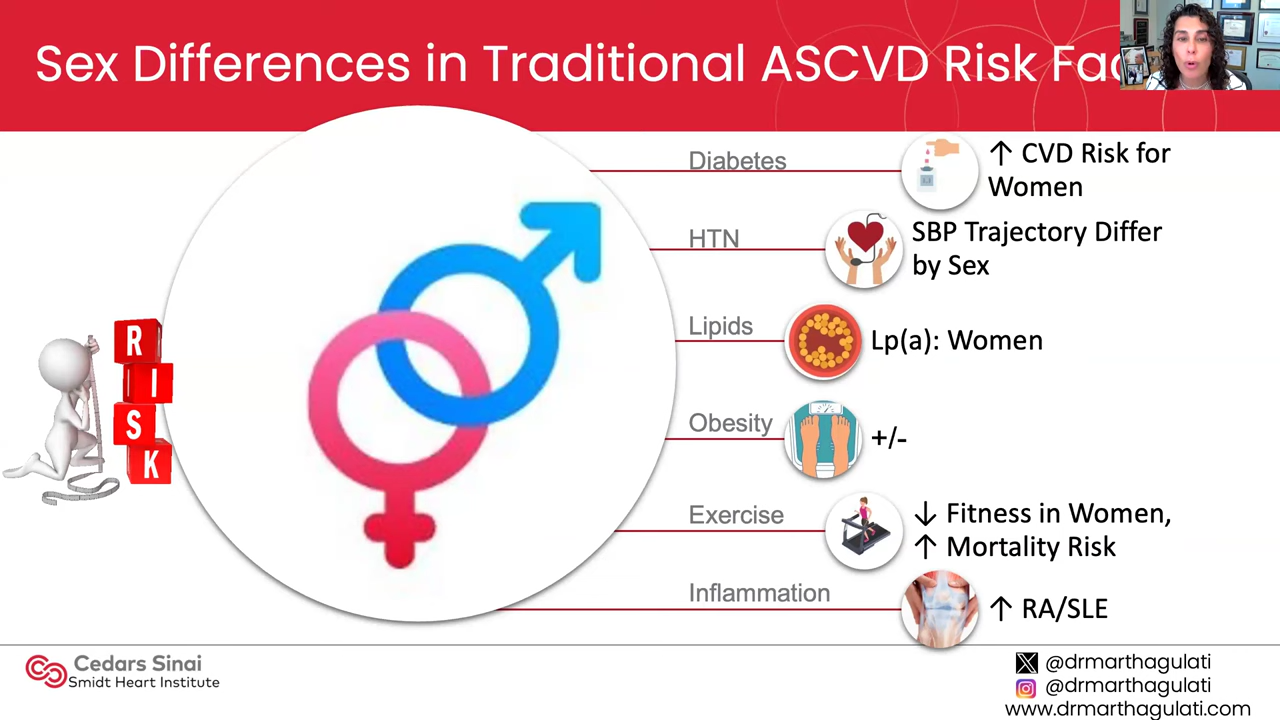 Sex Differences in Traditional ASCVD Risk
Diabetes
↑ CVD Risk for
Women
HTN
SBP Trajectory Differ
by Sex
Lipids
Lp(a): Women
Obesity
+/-
Exercise
↓ Fitness in Women,
↑ Mortality Risk
Inflammation
↑ RA/SLE
R
I
S
K
Cedars Sinai
Smidt Heart Institute
@drmarthagulati
@drmarthagulati
www.drmarthagulati.com